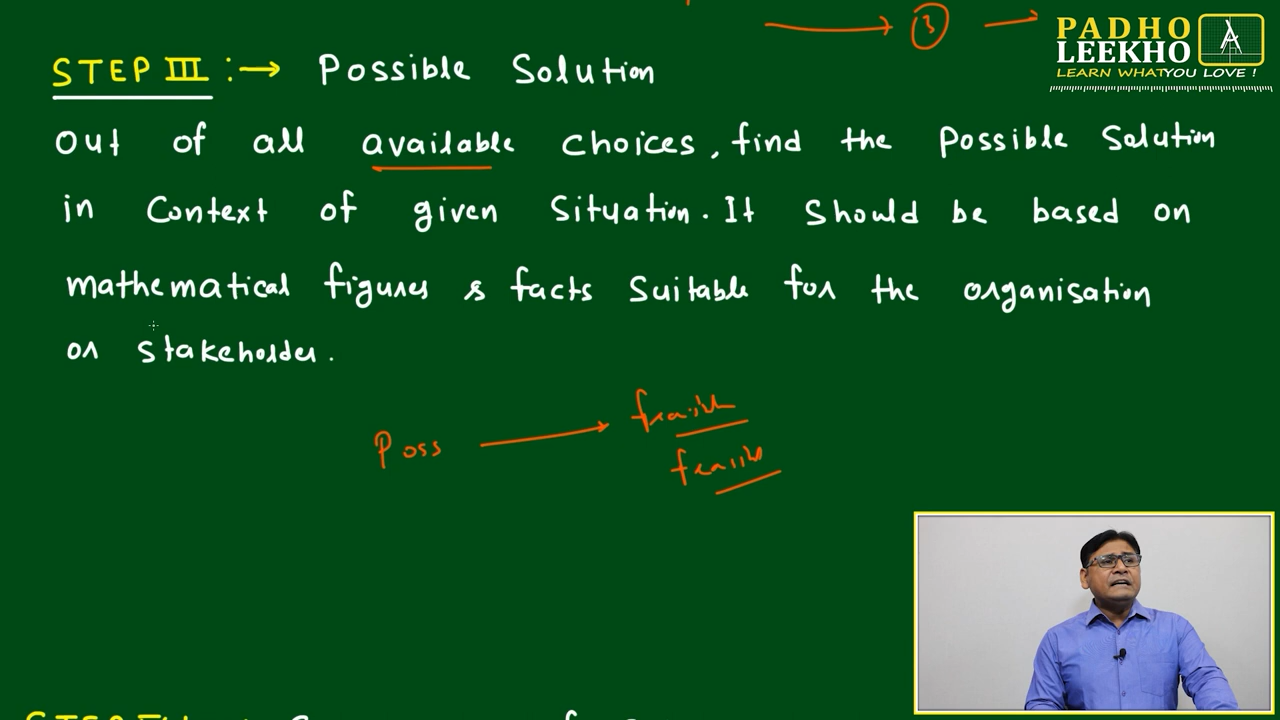 3
PADHO
LEEKHO
LEARN WHAT YOU LOVE !
STEP III :→ Possible Solution
Out of all available choices, find the Possible Solution
in Context of given Situation. It Should be based on
mathematical figures & facts Suitable for the organisation
or stakeholder.
Poss → feasible
feasible